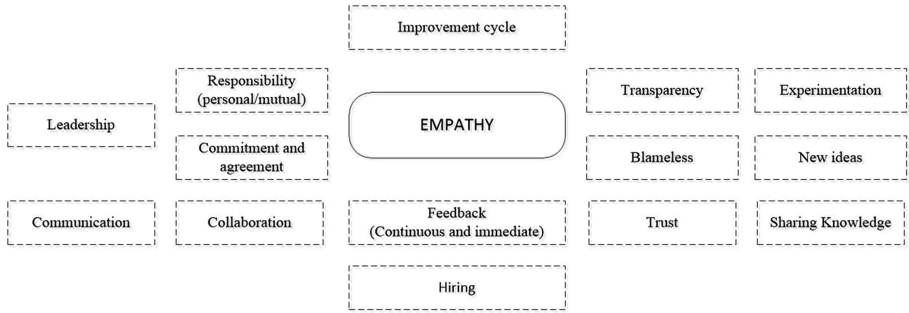 Improvement cycle
Responsibility
(personal/mutual)
Transparency
Experimentation
Leadership
EMPATHY
Commitment and
agreement
Blameless
New ideas
Communication
Collaboration
Feedback
(Continuous and immediate)
Trust
Sharing Knowledge
Hiring